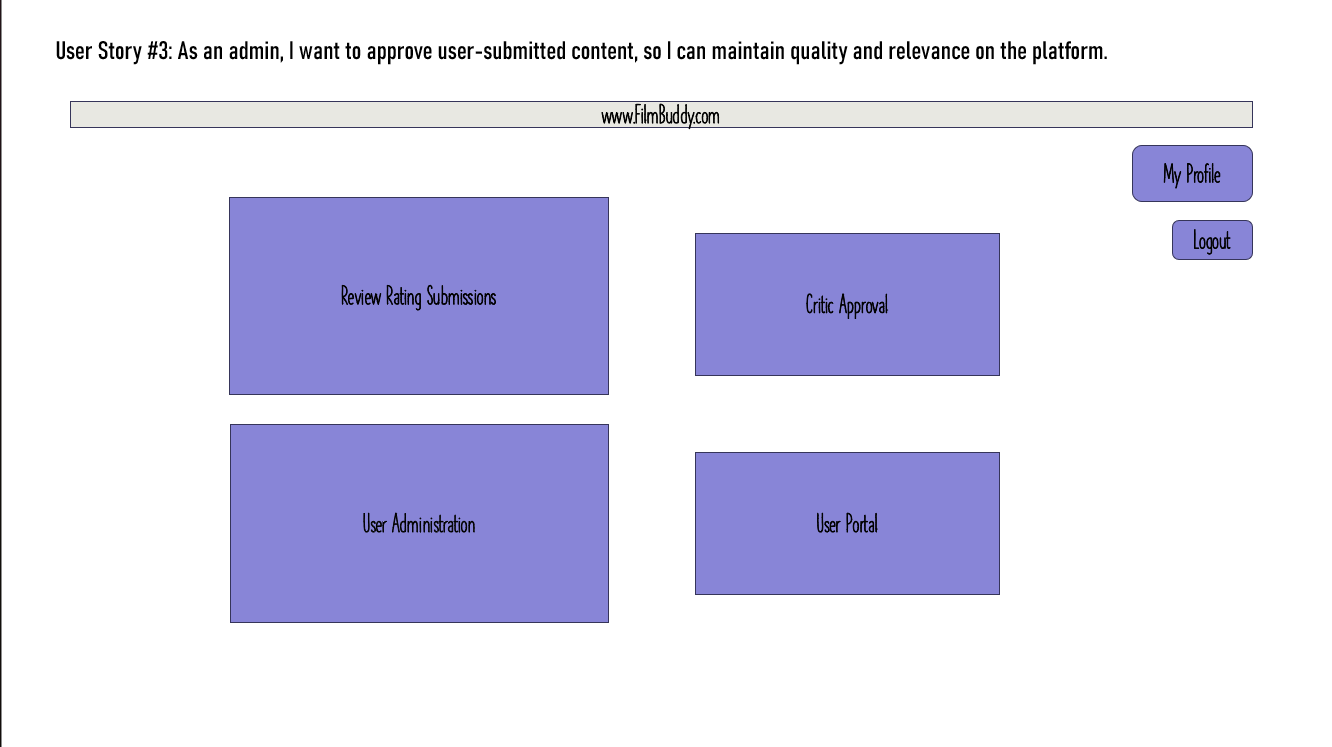 User Story #3: As an admin, I want to approve user-submitted content, so I can maintain quality and relevance on the platform.
www.FilmBuddy.com
My Profile
Logout
Review Rating Submissions
Critic Approval
User Administration
User Portal